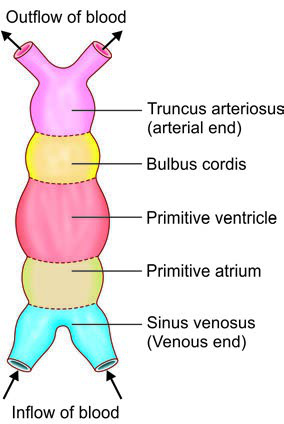 Outflow of blood
Truncus arteriosus
(arterial end)
Bulbus cordis
Primitive ventricle
Primitive atrium
Sinus venosus
(Venous end)
Inflow of blood